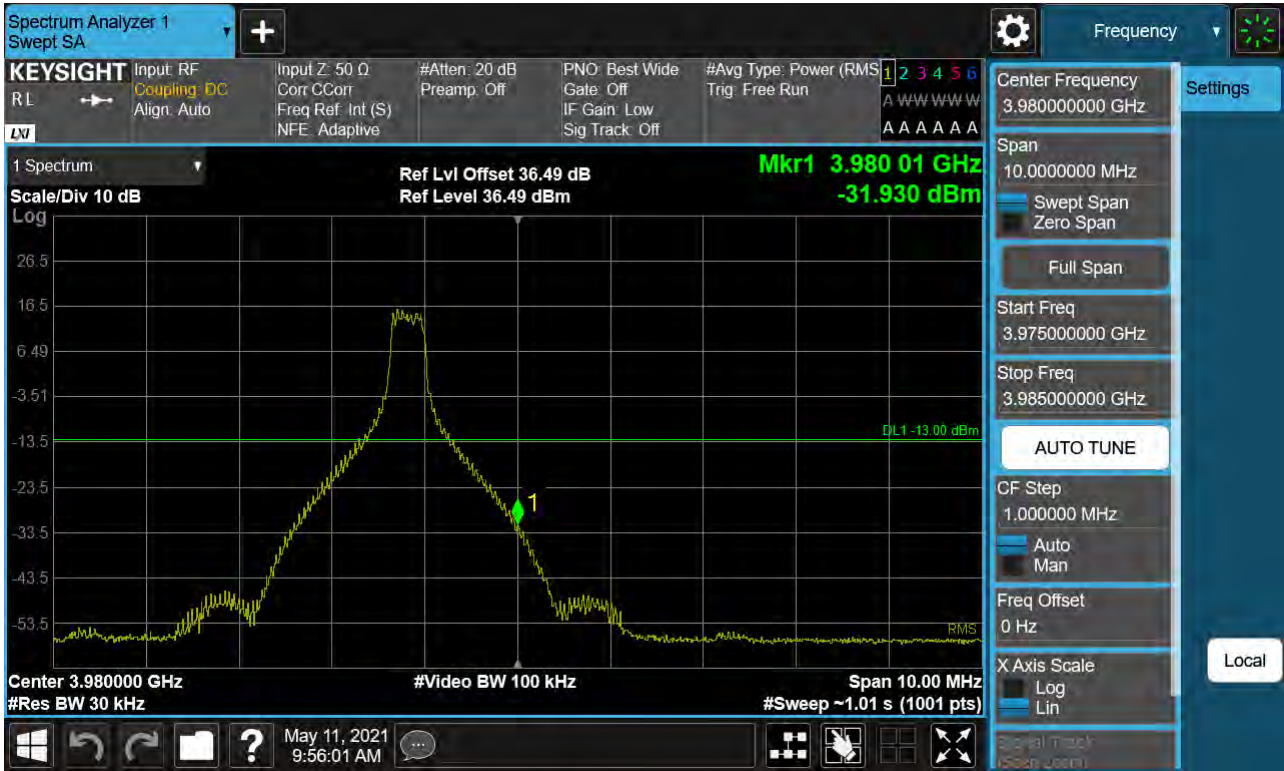 Spectrum Analyzer 1
Swept SA
+
Frequency
KEYSIGHT
RL
LXI
Input: RF
Coupling: DC
Align: Auto
Input Z: 50 Ω
Corr CCorr
Freq Ref: Int (S)
NFE: Adaptive
#Atten: 20 dB
Preamp: Off
PNO: Best Wide
Gate: Off
IF Gain: Low
Sig Track: Off
#Avg Type: Power (RMS
Trig: Free Run
1 2 3 4 5 6
A W W W W W
A A A A A A
1 Spectrum
Scale/Div 10 dB
Log
Ref Lvl Offset 36.49 dB
Ref Level 36.49 dBm
Mkr1 3.980 01 GHz
-31.930 dBm
26.5
16.5
6.49
-3.51
-13.5
-23.5
-33.5
-43.5
-53.5
DL1 -13.00 dBm
1
RMS
Center 3.980000 GHz
#Res BW 30 kHz
#Video BW 100 kHz
Span 10.00 MHz
#Sweep ~1.01 s (1001 pts)
Center Frequency
3.980000000 GHz
Settings
Span
10.0000000 MHz
Swept Span
Zero Span
Full Span
Start Freq
3.975000000 GHz
Stop Freq
3.985000000 GHz
AUTO TUNE
CF Step
1.000000 MHz
Auto
Man
Freq Offset
0 Hz
X Axis Scale
Log
Lin
Local
Signal Track
(Span Zoom)
?
May 11, 2021
9:56:01 AM